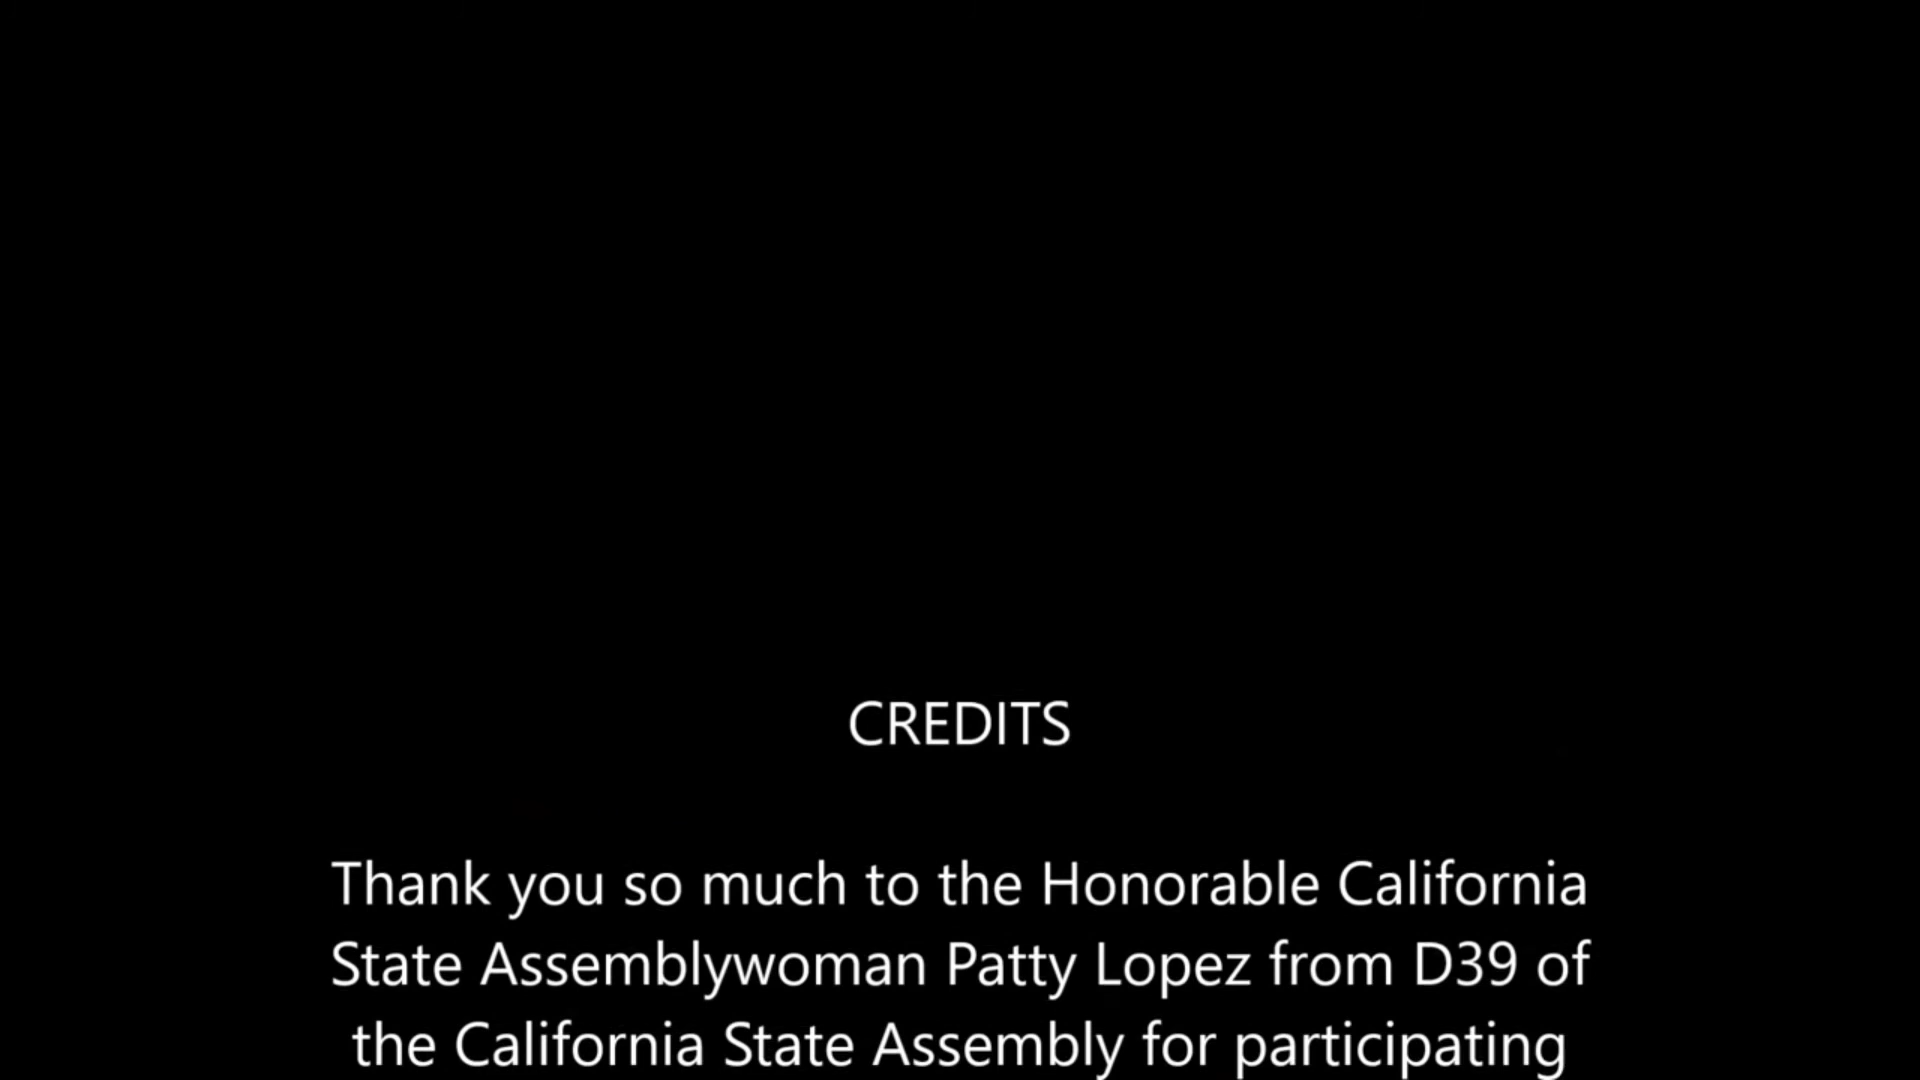 CREDITS
Thank you so much to the Honorable California
State Assemblywoman Patty Lopez from D39 of
the California State Assembly for participating